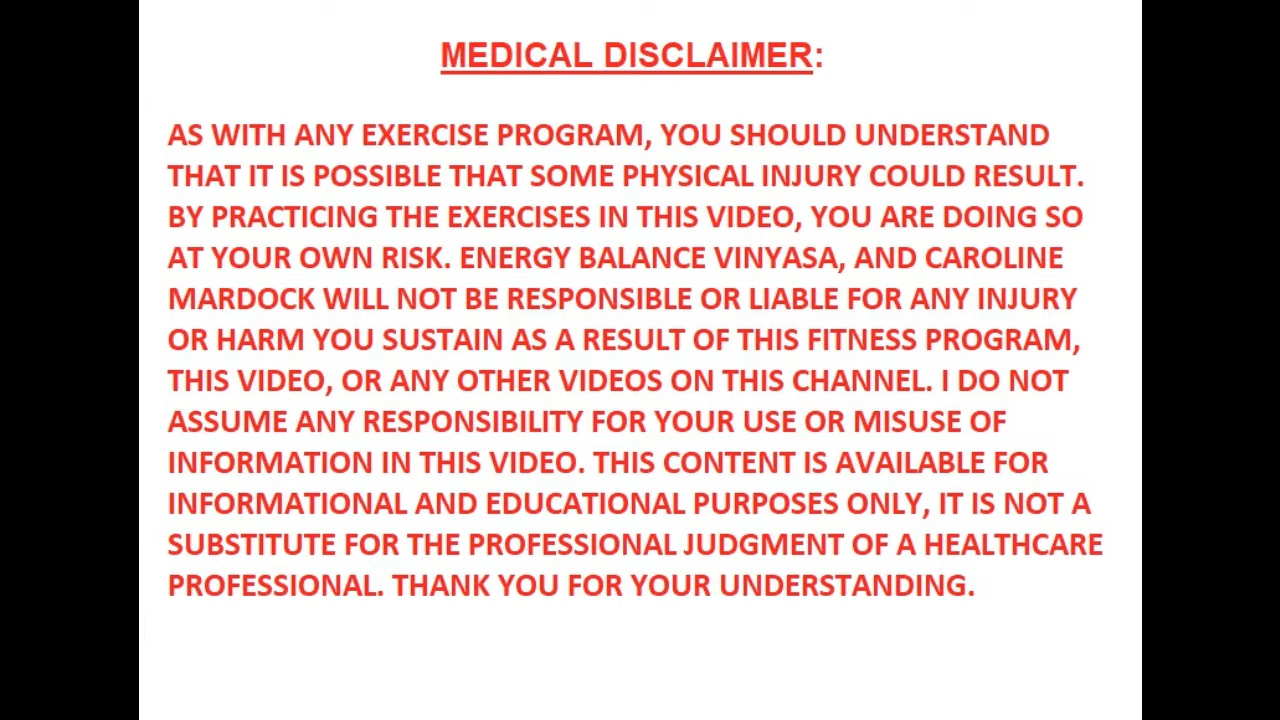 MEDICAL DISCLAIMER:
AS WITH ANY EXERCISE PROGRAM, YOU SHOULD UNDERSTAND
THAT IT IS POSSIBLE THAT SOME PHYSICAL INJURY COULD RESULT.
BY PRACTICING THE EXERCISES IN THIS VIDEO, YOU ARE DOING SO
AT YOUR OWN RISK. ENERGY BALANCE VINYASA, AND CAROLINE
MARDOCK WILL NOT BE RESPONSIBLE OR LIABLE FOR ANY INJURY
OR HARM YOU SUSTAIN AS A RESULT OF THIS FITNESS PROGRAM,
THIS VIDEO, OR ANY OTHER VIDEOS ON THIS CHANNEL. I DO NOT
ASSUME ANY RESPONSIBILITY FOR YOUR USE OR MISUSE OF
INFORMATION IN THIS VIDEO. THIS CONTENT IS AVAILABLE FOR
INFORMATIONAL AND EDUCATIONAL PURPOSES ONLY, IT IS NOT A
SUBSTITUTE FOR THE PROFESSIONAL JUDGMENT OF A HEALTHCARE
PROFESSIONAL. THANK YOU FOR YOUR UNDERSTANDING.